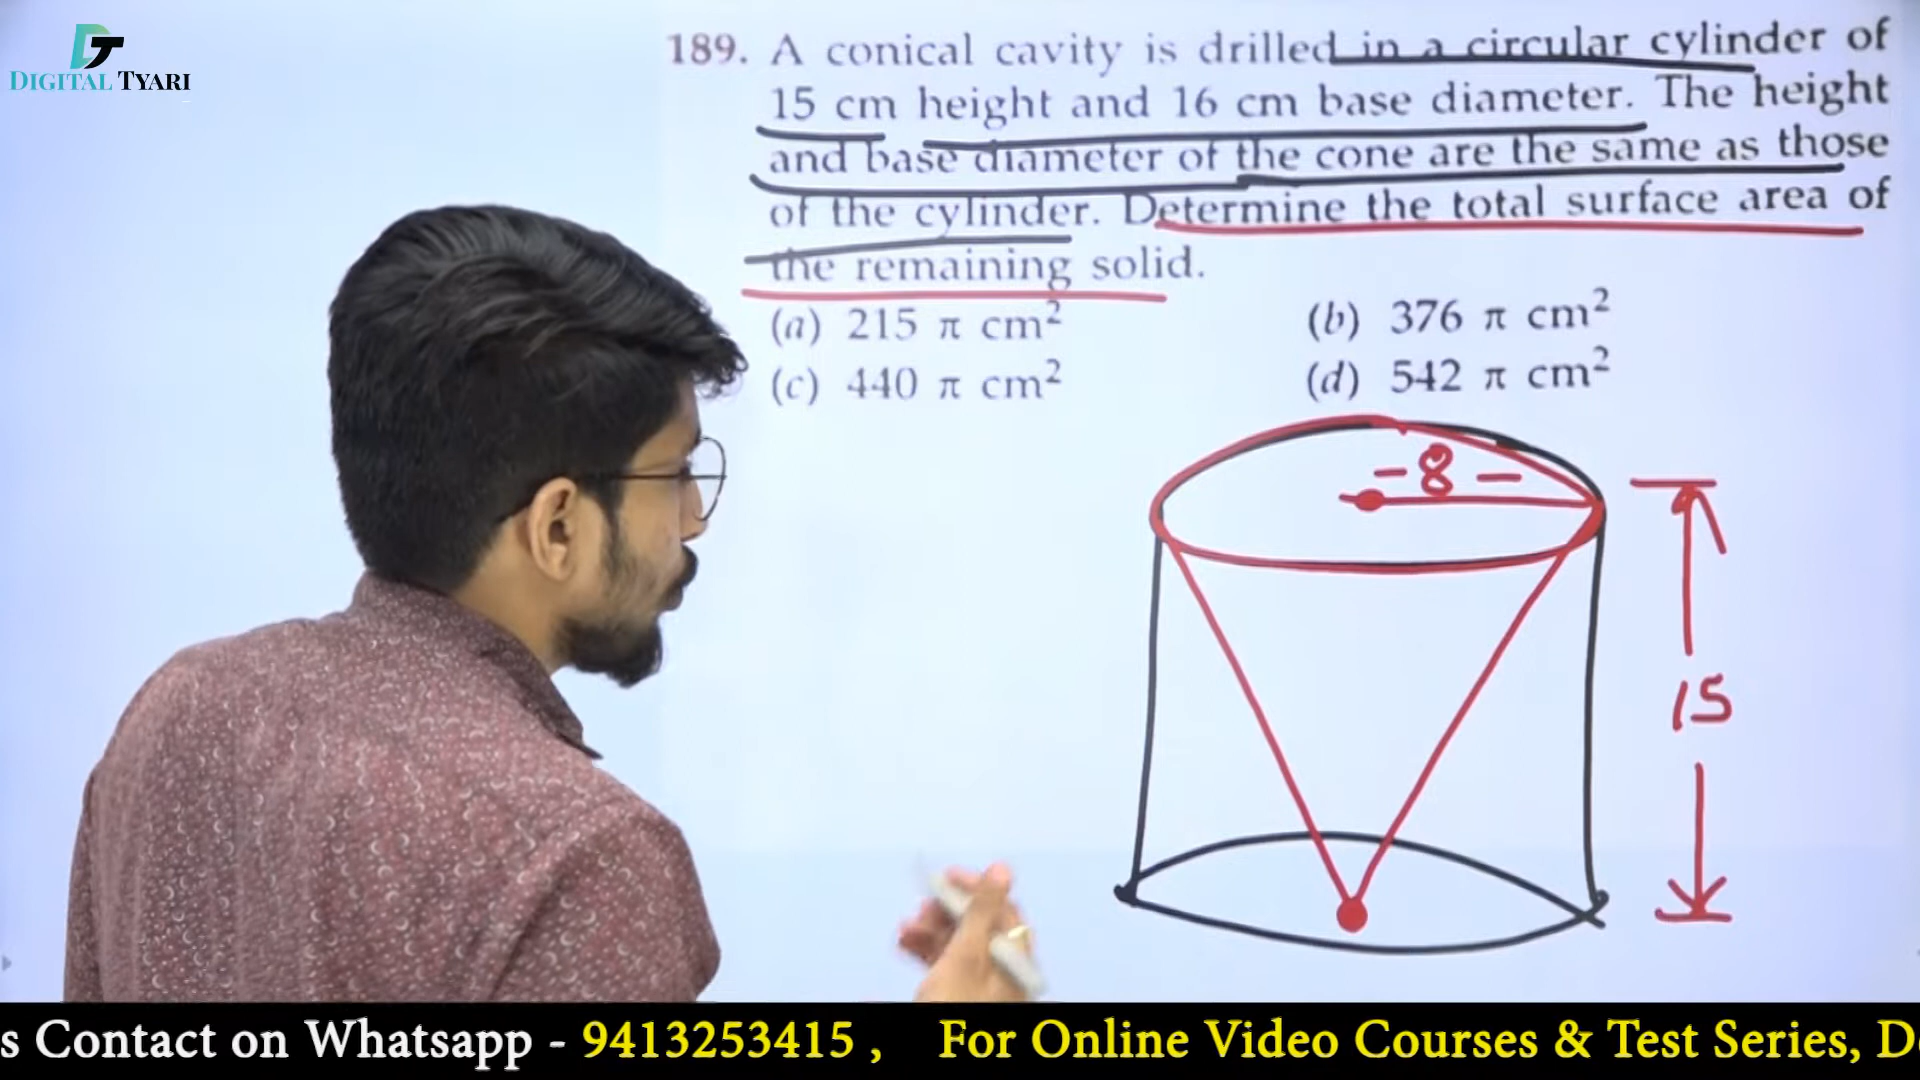 DIGITAL TYARI
189. A conical cavity is drilled in a circular cylinder of
15 cm height and 16 cm base diameter. The height
and base diameter of the cone are the same as those
of the cylinder. Determine the total surface area of
the remaining solid.
(a) 215 π cm² (b) 376 π cm²
(c) 440 π cm² (d) 542 π cm²
- 8 -
15
s Contact on Whatsapp - 9413253415 , For Online Video Courses & Test Series, D